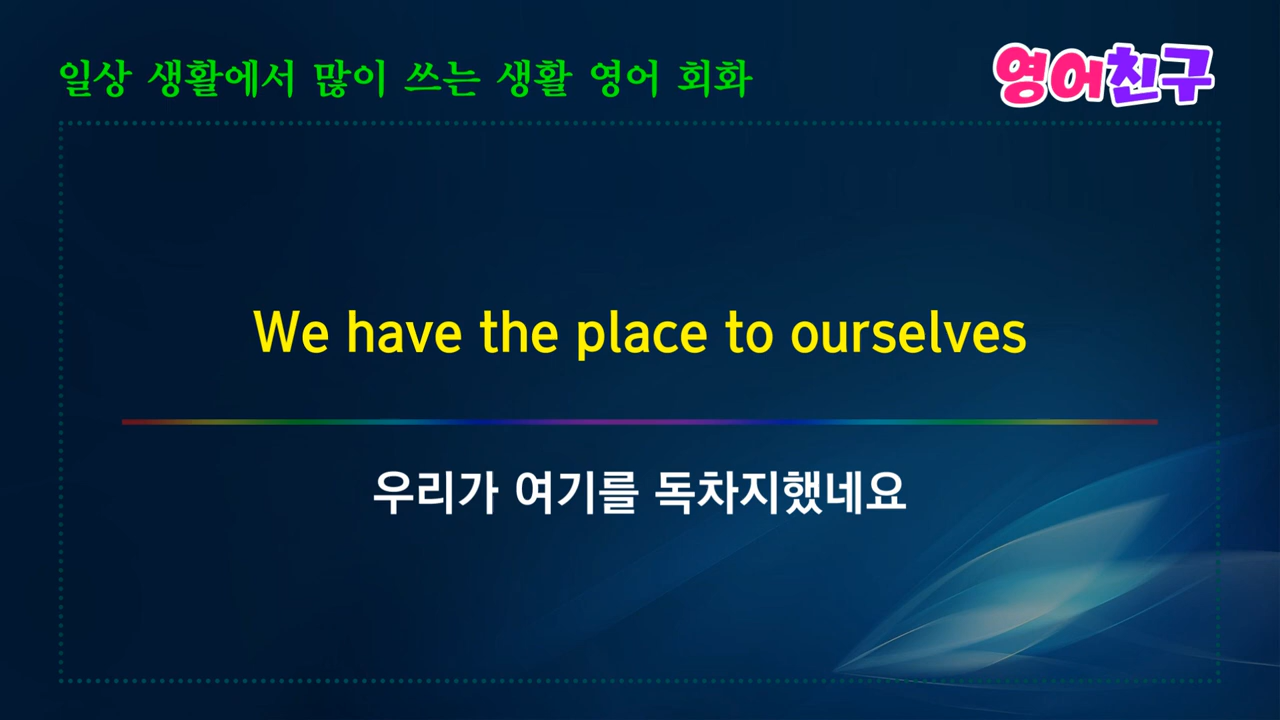 일상 생활에서 많이 쓰는 생활 영어 회화
영어친구
We have the place to ourselves
우리가 여기를 독차지했네요